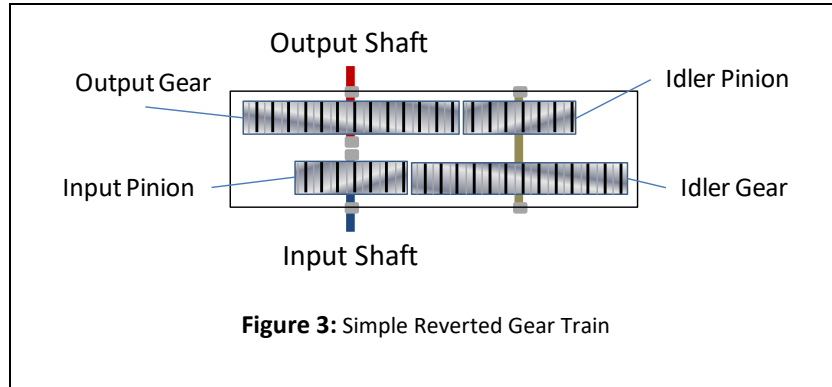 Output Shaft
Output Gear
Idler Pinion
Input Pinion
Idler Gear
Input Shaft
Figure 3: Simple Reverted Gear Train